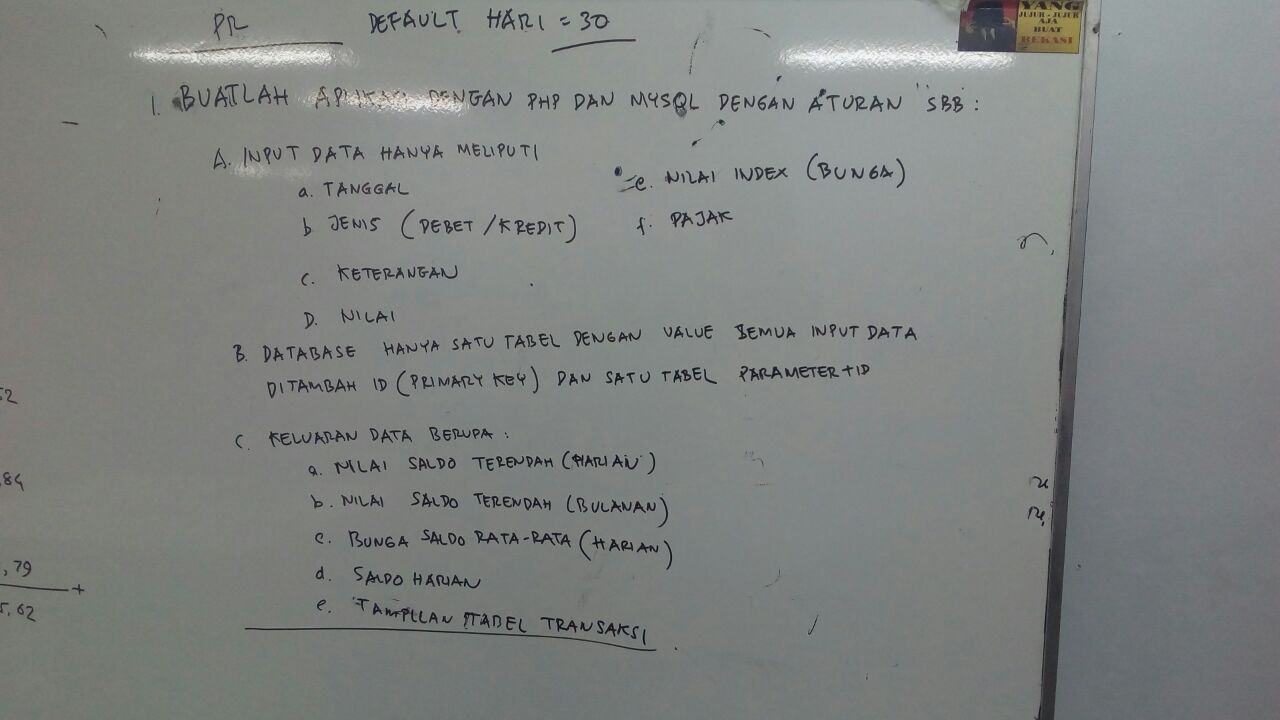 PR DEFAULT HARI = 30
1. BUATLAH APLIKASI DENGAN PHP DAN MYSQL DENGAN ATURAN "SBB :
A. INPUT DATA HANYA MELIPUTI
a. TANGGAL
b JENIS (DEBET / KREDIT)
c. KETERANGAN
D. NILAI
e. NILAI INDEX (BUNGA)
f. PAJAK
B. DATABASE HANYA SATU TABEL DENGAN VALUE SEMUA INPUT DATA
DITAMBAH ID (PRIMARY KEY) DAN SATU TABEL PARAMETER + ID
C. KELUARAN DATA BERUPA :
a. NILAI SALDO TERENDAH (HARIAN)
b. NILAI SALDO TERENDAH (BULANAN)
c. BUNGA SALDO RATA-RATA (HARIAN)
d. SALDO HARIAN
e. TAMPILAN TABEL TRANSAKSI
52
,84
, 79
+
5,62
YANG
JUJUR - JUJUR
AJA
BUAT
BEKASI